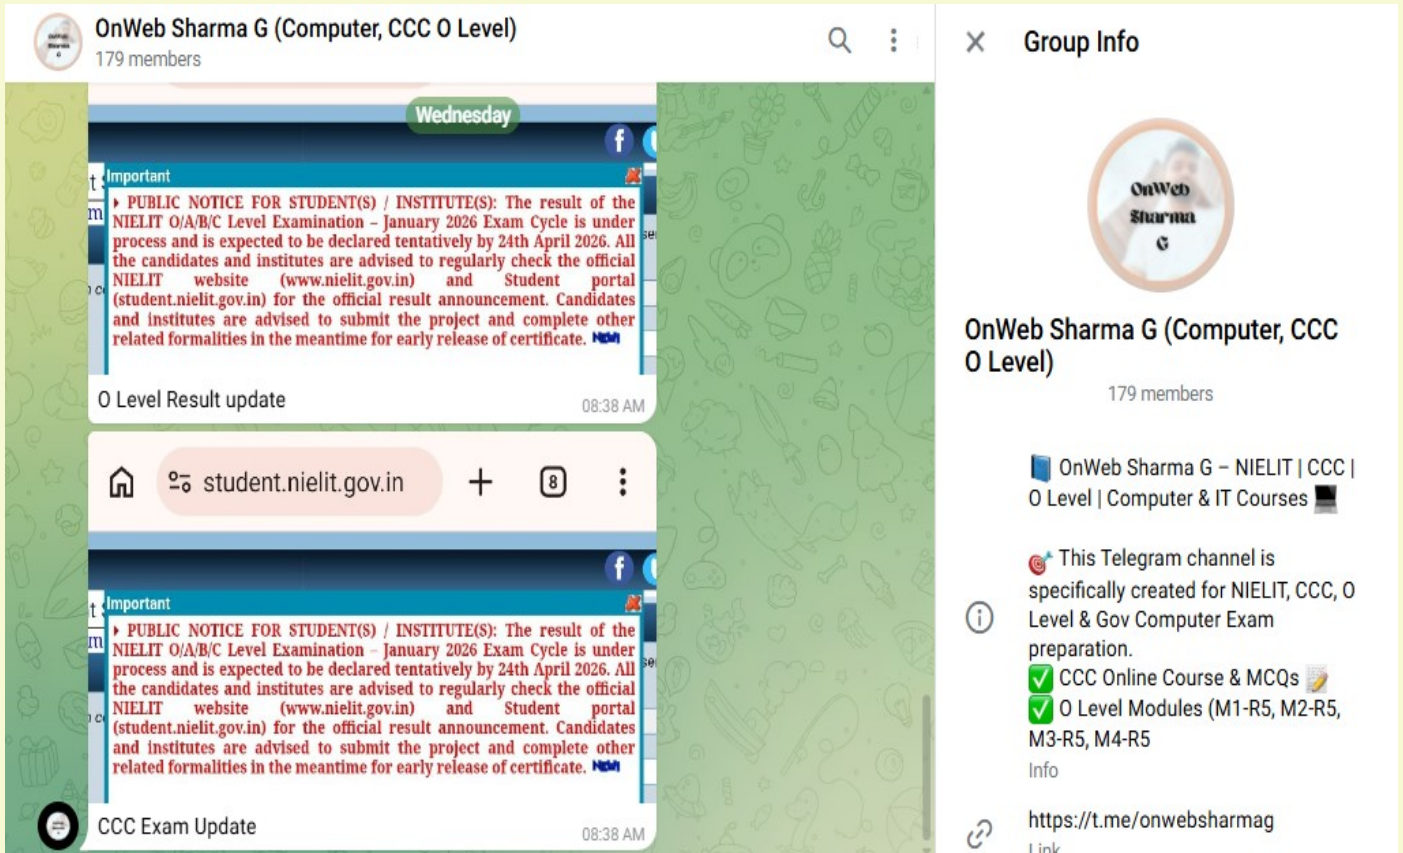 OnWeb Sharma G (Computer, CCC O Level)
179 members
Wednesday
Important
‣ PUBLIC NOTICE FOR STUDENT(S) / INSTITUTE(S): The result of the
NIELIT O/A/B/C Level Examination – January 2026 Exam Cycle is under
process and is expected to be declared tentatively by 24th April 2026. All
the candidates and institutes are advised to regularly check the official
NIELIT website (www.nielit.gov.in) and Student portal
(student.nielit.gov.in) for the official result announcement. Candidates
and institutes are advised to submit the project and complete other
related formalities in the meantime for early release of certificate.
O Level Result update
08:38 AM
student.nielit.gov.in
8
Important
‣ PUBLIC NOTICE FOR STUDENT(S) / INSTITUTE(S): The result of the
NIELIT O/A/B/C Level Examination – January 2026 Exam Cycle is under
process and is expected to be declared tentatively by 24th April 2026. All
the candidates and institutes are advised to regularly check the official
NIELIT website (www.nielit.gov.in) and Student portal
(student.nielit.gov.in) for the official result announcement. Candidates
and institutes are advised to submit the project and complete other
related formalities in the meantime for early release of certificate.
CCC Exam Update
08:38 AM
Group Info
OnWeb
Sharma
G
OnWeb Sharma G (Computer, CCC
O Level)
179 members
OnWeb Sharma G – NIELIT | CCC |
O Level | Computer & IT Courses
This Telegram channel is
specifically created for NIELIT, CCC, O
Level & Gov Computer Exam
preparation.
CCC Online Course & MCQs
O Level Modules (M1-R5, M2-R5,
M3-R5, M4-R5
Info
https://t.me/onwebsharmag
Link